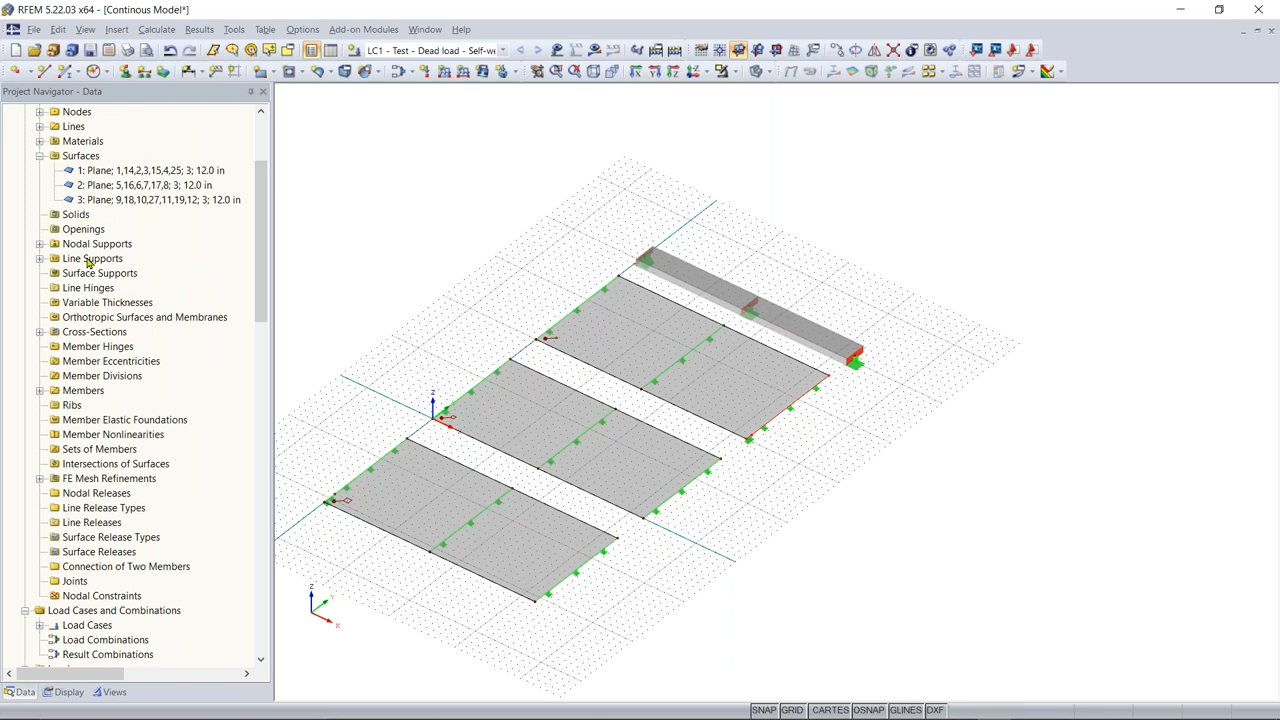 RFEM 5.22.03 x64 - [Continous Model*]
File Edit View Insert Calculate Results Tools Table Options Add-on Modules Window Help
LC1 - Test - Dead load - Self-we
Project Navigator - Data
Nodes
Lines
Materials
Surfaces
1: Plane; 1,14,2,3,15,4,25; 3; 12.0 in
2: Plane; 5,16,6,7,17,8; 3; 12.0 in
3: Plane; 9,18,10,27,11,19,12; 3; 12.0 in
Solids
Openings
Nodal Supports
Line Supports
Surface Supports
Line Hinges
Variable Thicknesses
Orthotropic Surfaces and Membranes
Cross-Sections
Member Hinges
Member Eccentricities
Member Divisions
Members
Ribs
Member Elastic Foundations
Member Nonlinearities
Sets of Members
Intersections of Surfaces
FE Mesh Refinements
Nodal Releases
Line Release Types
Line Releases
Surface Release Types
Surface Releases
Connection of Two Members
Joints
Nodal Constraints
Load Cases and Combinations
Load Cases
Load Combinations
Result Combinations
Z
Z
X
Data Display Views
SNAP GRID CARTES OSNAP GLINES DXF